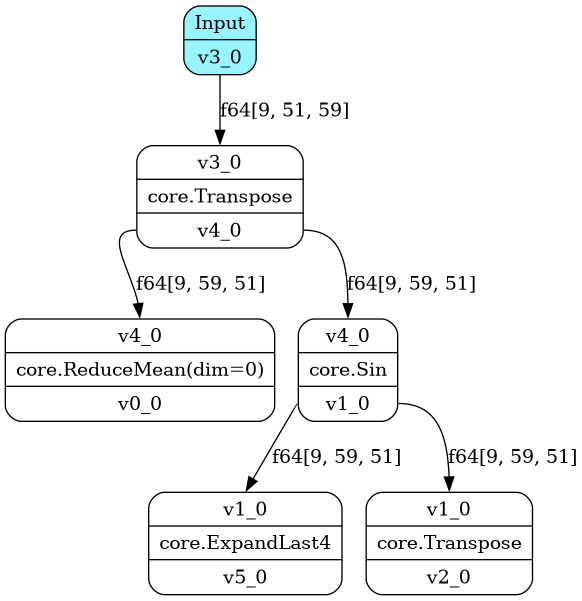 Input
v3_0
f64[9, 51, 59]
v3_0
core.Transpose
v4_0
f64[9, 59, 51]
f64[9, 59, 51]
v4_0
core.ReduceMean(dim=0)
v0_0
v4_0
core.Sin
v1_0
f64[9, 59, 51]
f64[9, 59, 51]
v1_0
core.ExpandLast4
v5_0
v1_0
core.Transpose
v2_0